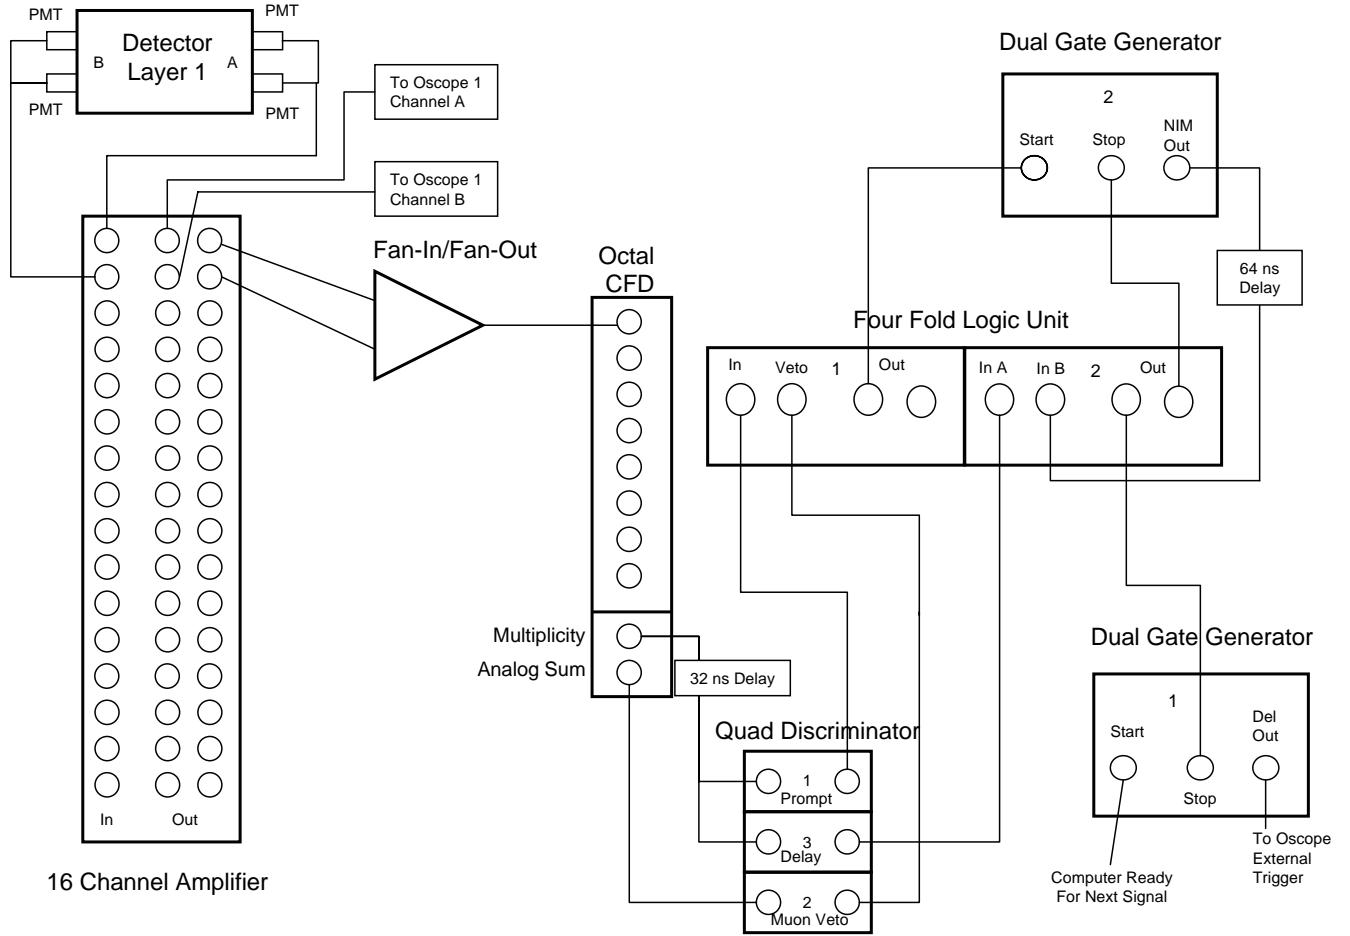 PMT
PMT
Detector
Layer 1
B
A
PMT
PMT
To Oscope 1
Channel A
To Oscope 1
Channel B
Fan-In/Fan-Out
Octal
CFD
Dual Gate Generator
2
Start
Stop
NIM
Out
64 ns
Delay
Four Fold Logic Unit
In
Veto
1
Out
In A
In B
2
Out
Multiplicity
Analog Sum
32 ns Delay
Quad Discriminator
1
Prompt
3
Delay
2
Muon Veto
Dual Gate Generator
1
Start
Stop
Del
Out
Computer Ready
For Next Signal
To Oscope
External
Trigger
In
Out
16 Channel Amplifier